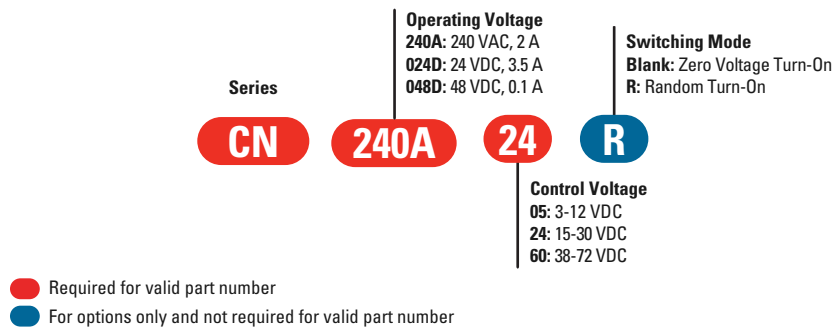 Operating Voltage
240A: 240 VAC, 2 A
024D: 24 VDC, 3.5 A
048D: 48 VDC, 0.1 A
Switching Mode
Blank: Zero Voltage Turn-On
R: Random Turn-On
Series
CN
240A
24
R
Control Voltage
05: 3-12 VDC
24: 15-30 VDC
60: 38-72 VDC
Required for valid part number
For options only and not required for valid part number